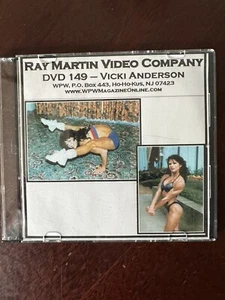 RAY MARTIN VIDEO COMPANY
DVD 149 – VICKI ANDERSON
WPW, P.O. BOX 443, HO-HO-KUS, NJ 07423
WWW.WPWMAGAZINEONLINE.COM